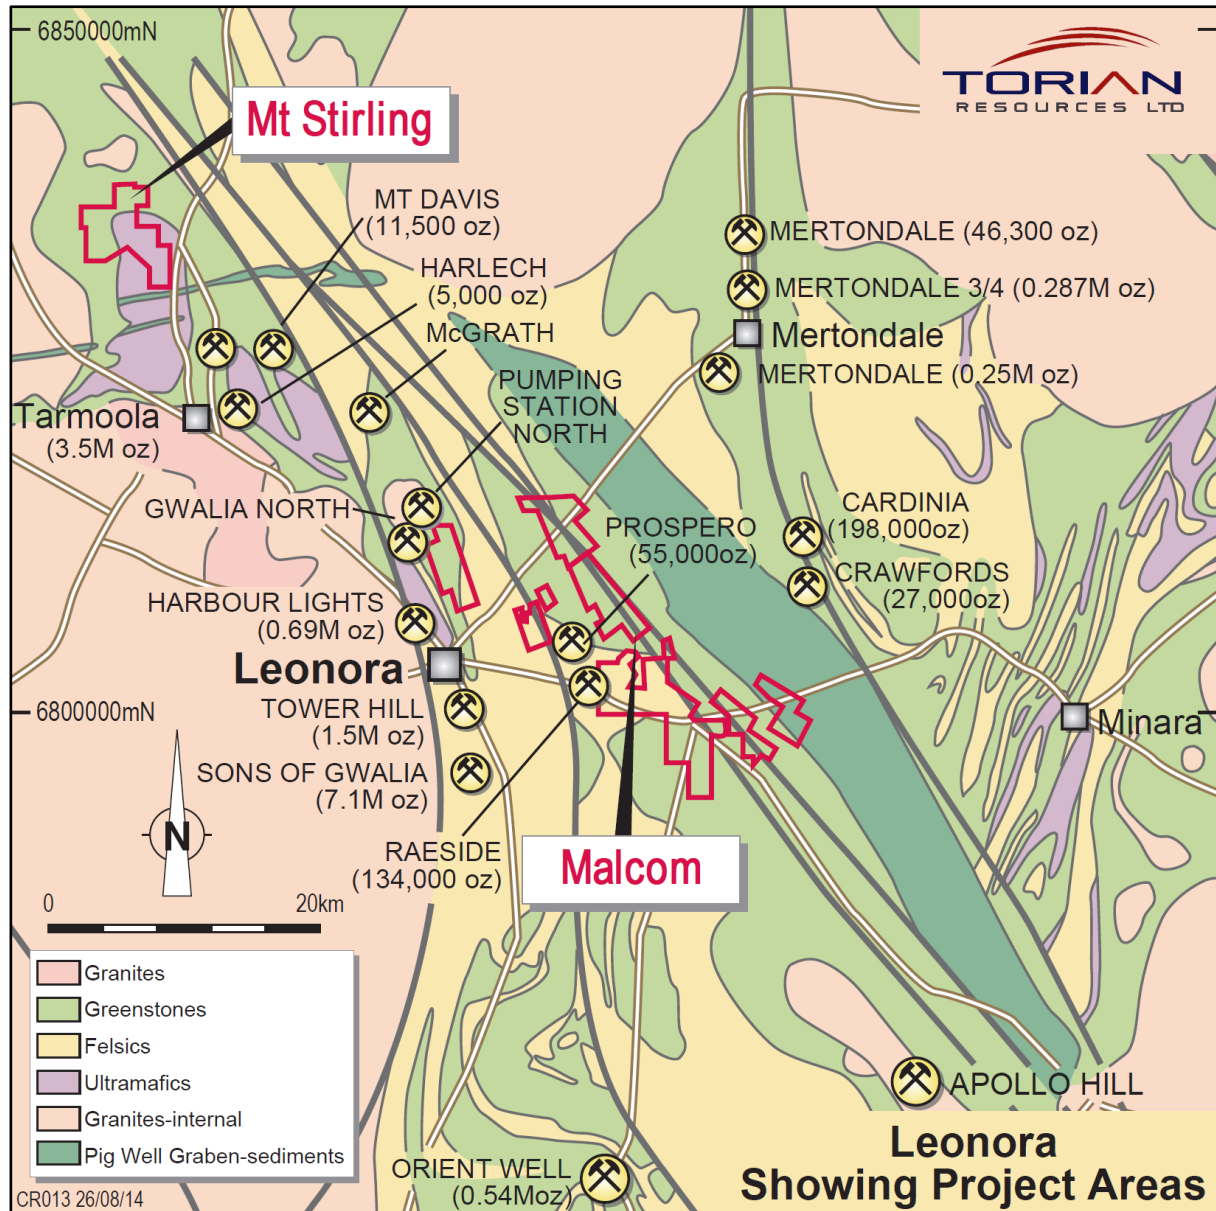 6850000mN
TORIAN
RESOURCES LTD
Mt Stirling
MT DAVIS
(11,500 oz)
MERTONDALE (46,300 oz)
HARLECH
(5,000 oz)
MERTONDALE 3/4 (0.287M oz)
McGRATH
Mertondale
PUMPING
STATION
NORTH
MERTONDALE (0.25M oz)
Tarmoola
(3.5M oz)
GWALIA NORTH
PROSPERO
(55,000oz)
CARDINIA
(198,000oz)
CRAWFORDS
(27,000oz)
HARBOUR LIGHTS
(0.69M oz)
Leonora
TOWER HILL
(1.5M oz)
6800000mN
Minara
SONS OF GWALIA
(7.1M oz)
N
RAESIDE
(134,000 oz)
Malcom
0 20km
Granites
Greenstones
Felsics
Ultramafics
Granites-internal
Pig Well Graben-sediments
APOLLO HILL
ORIENT WELL
(0.54Moz)
Leonora
Showing Project Areas
CR013 26/08/14